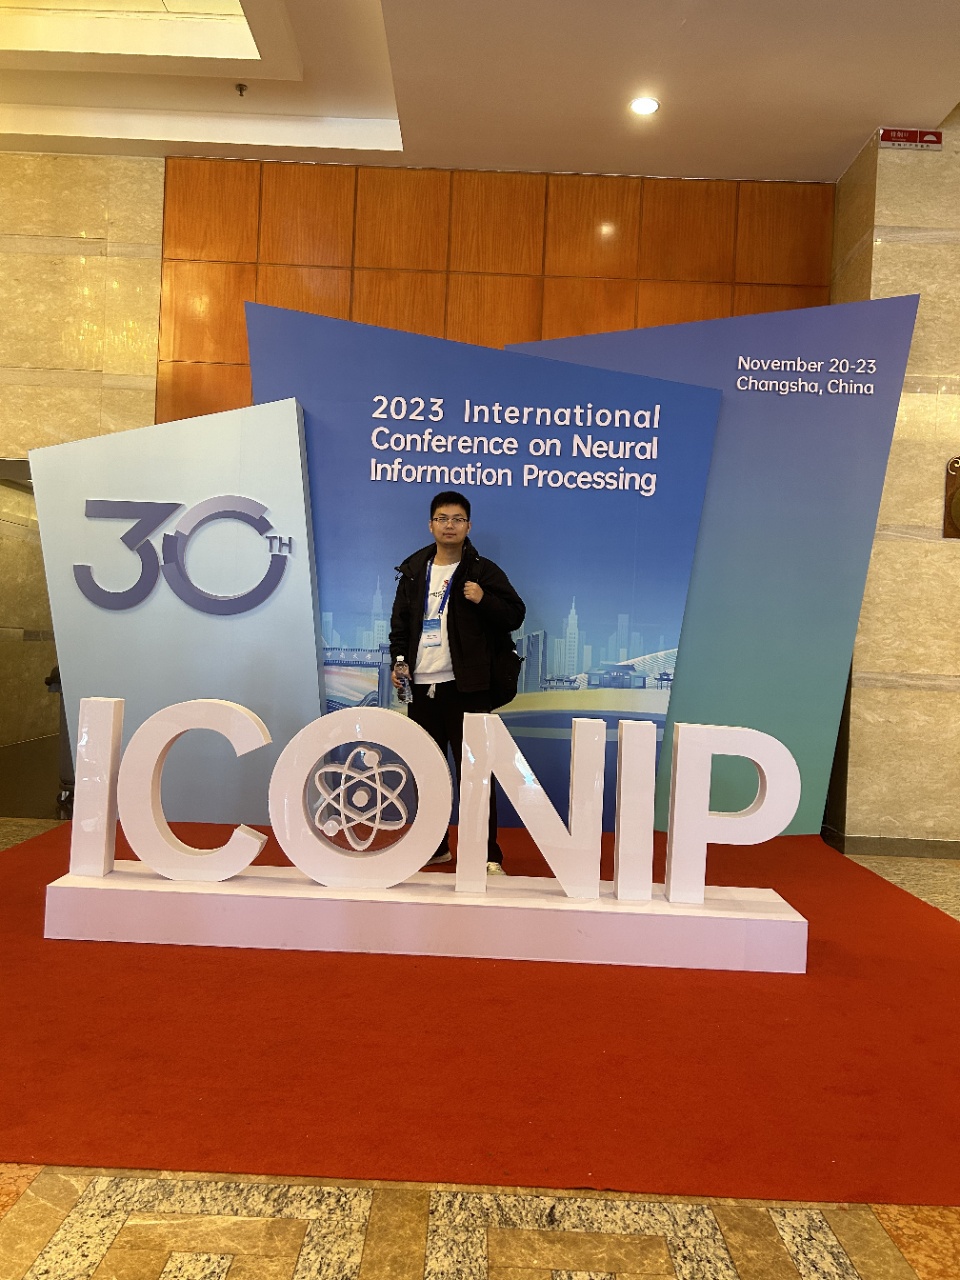 30TH
2023 International
Conference on Neural
Information Processing
November 20-23
Changsha, China
ICONIP